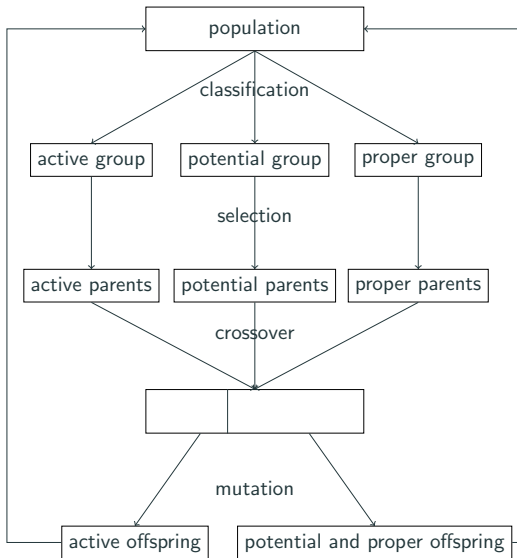 population
classification
active group
potential group
proper group
selection
active parents
potential parents
proper parents
crossover
mutation
active offspring
potential and proper offspring